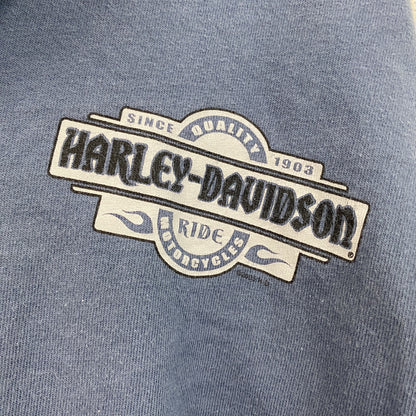 SINCE QUALITY 1903
HARLEY-DAVIDSON®
RIDE
MOTORCYCLES